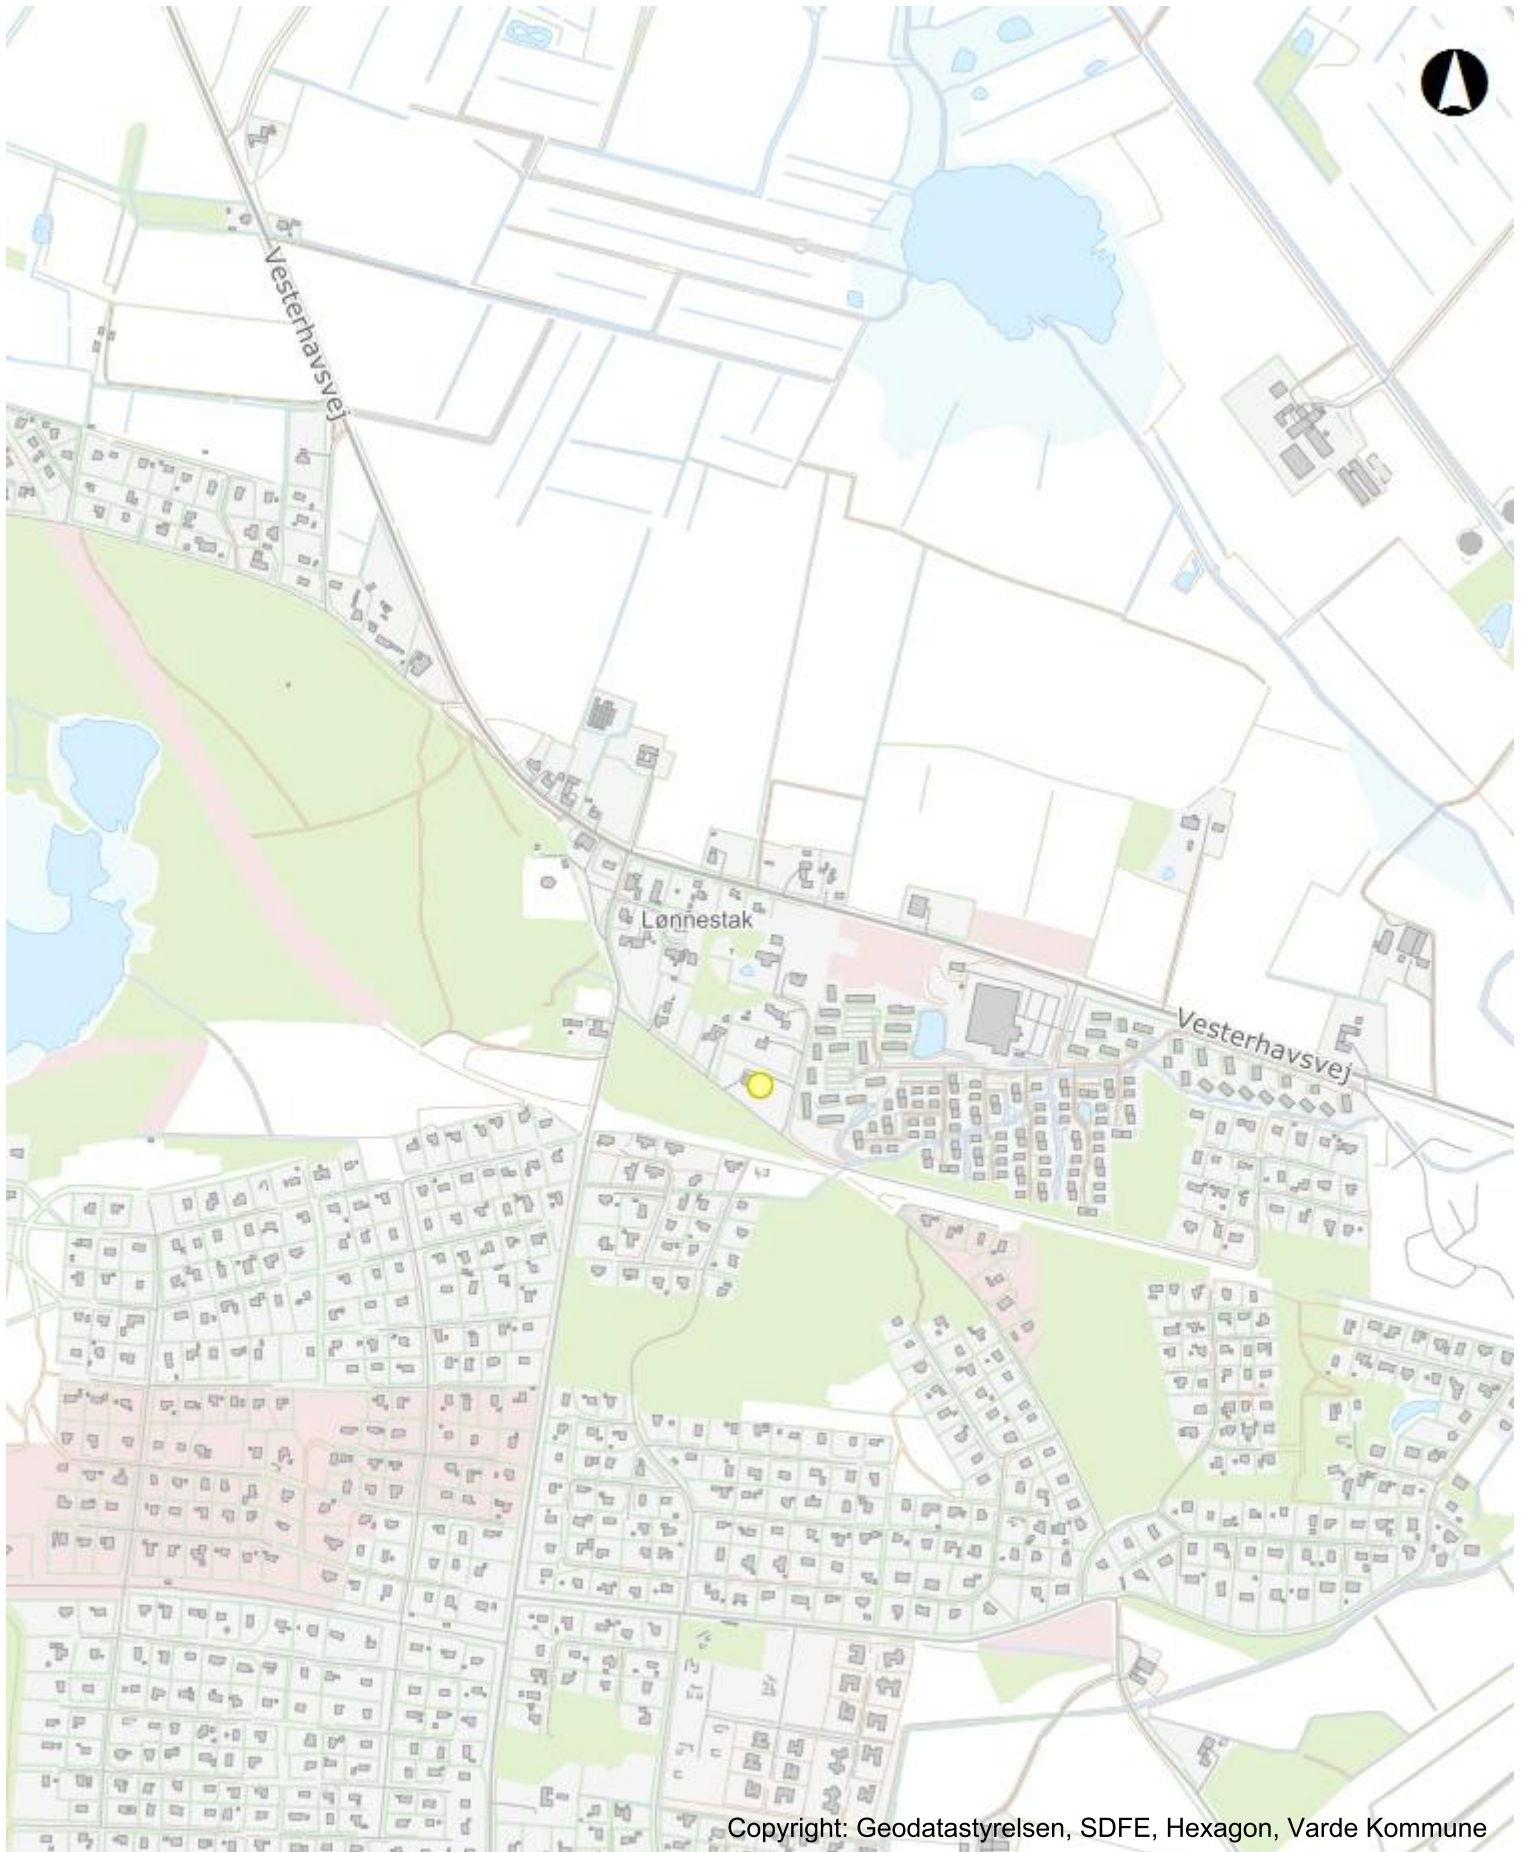 Vesterhavsvej
Lønnestak
Vesterhavsvej
Copyright: Geodatastyrelsen, SDFE, Hexagon, Varde Kommune